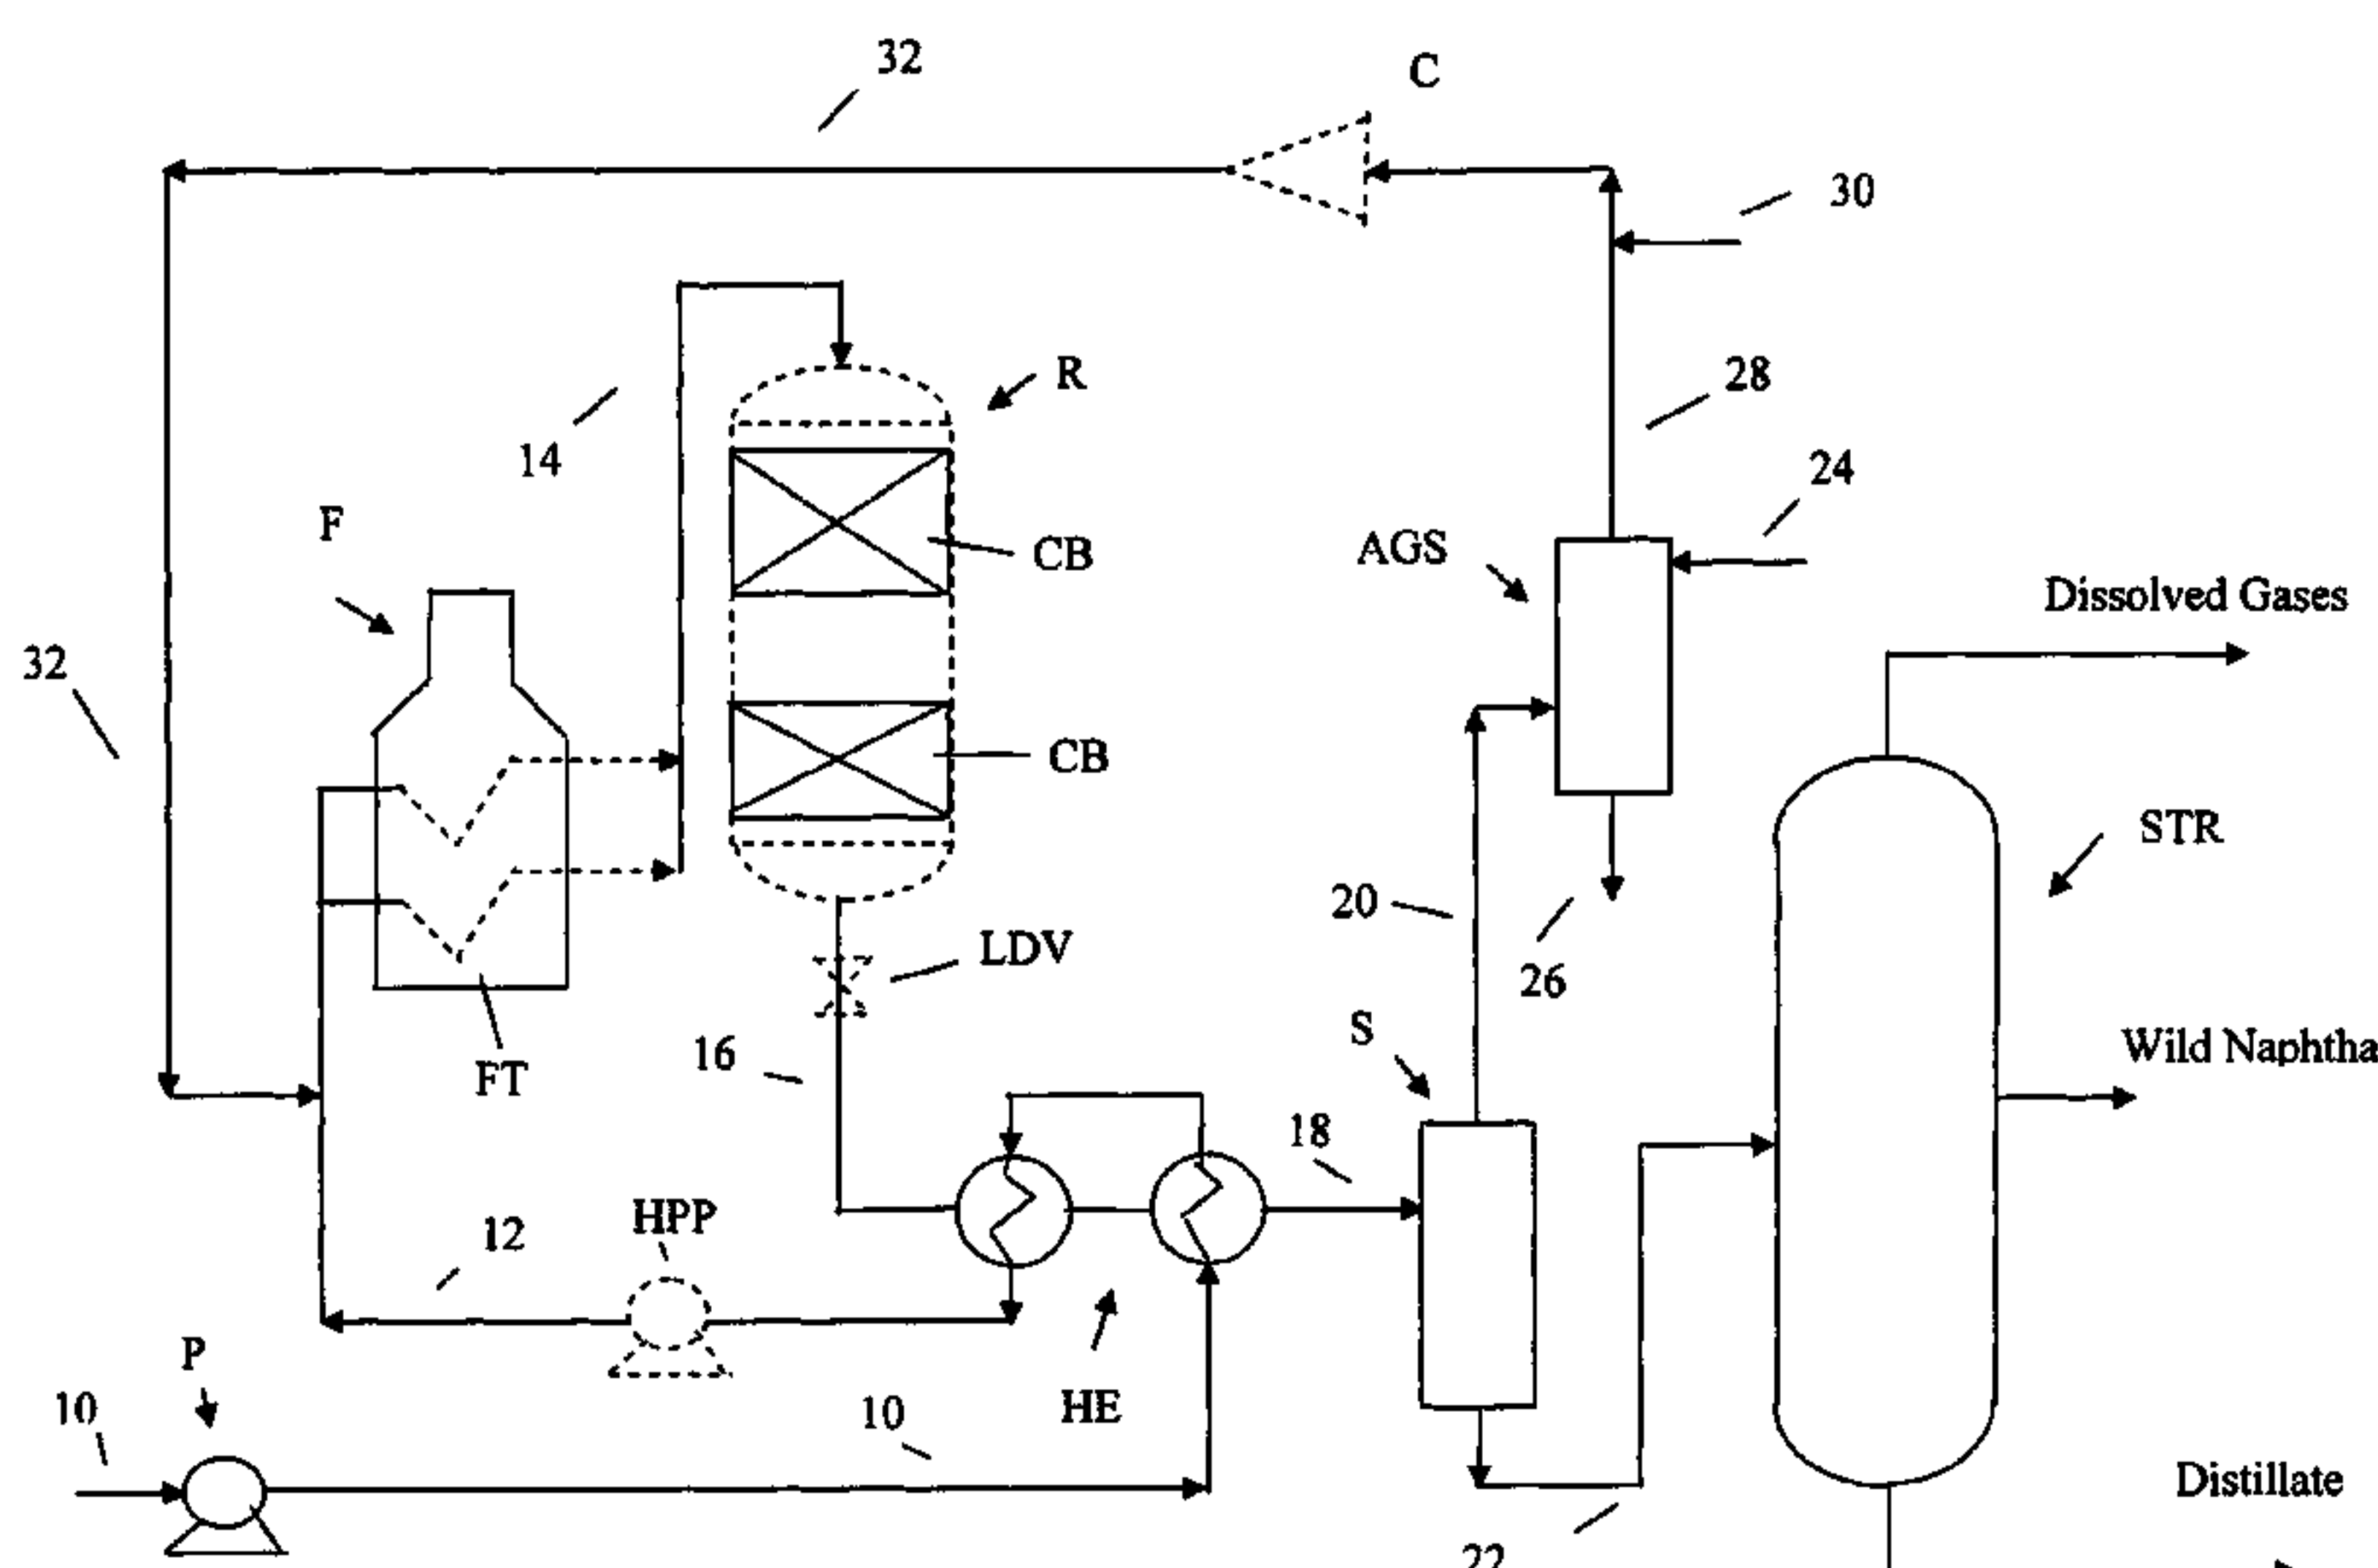 32
C
30
28
R
14
24
F
AGS
CB
Dissolved Gases
32
CB
STR
20
LDV
26
S
Wild Naphtha
16
FT
18
12
HPP
P
10
10
HE
Distillate
22